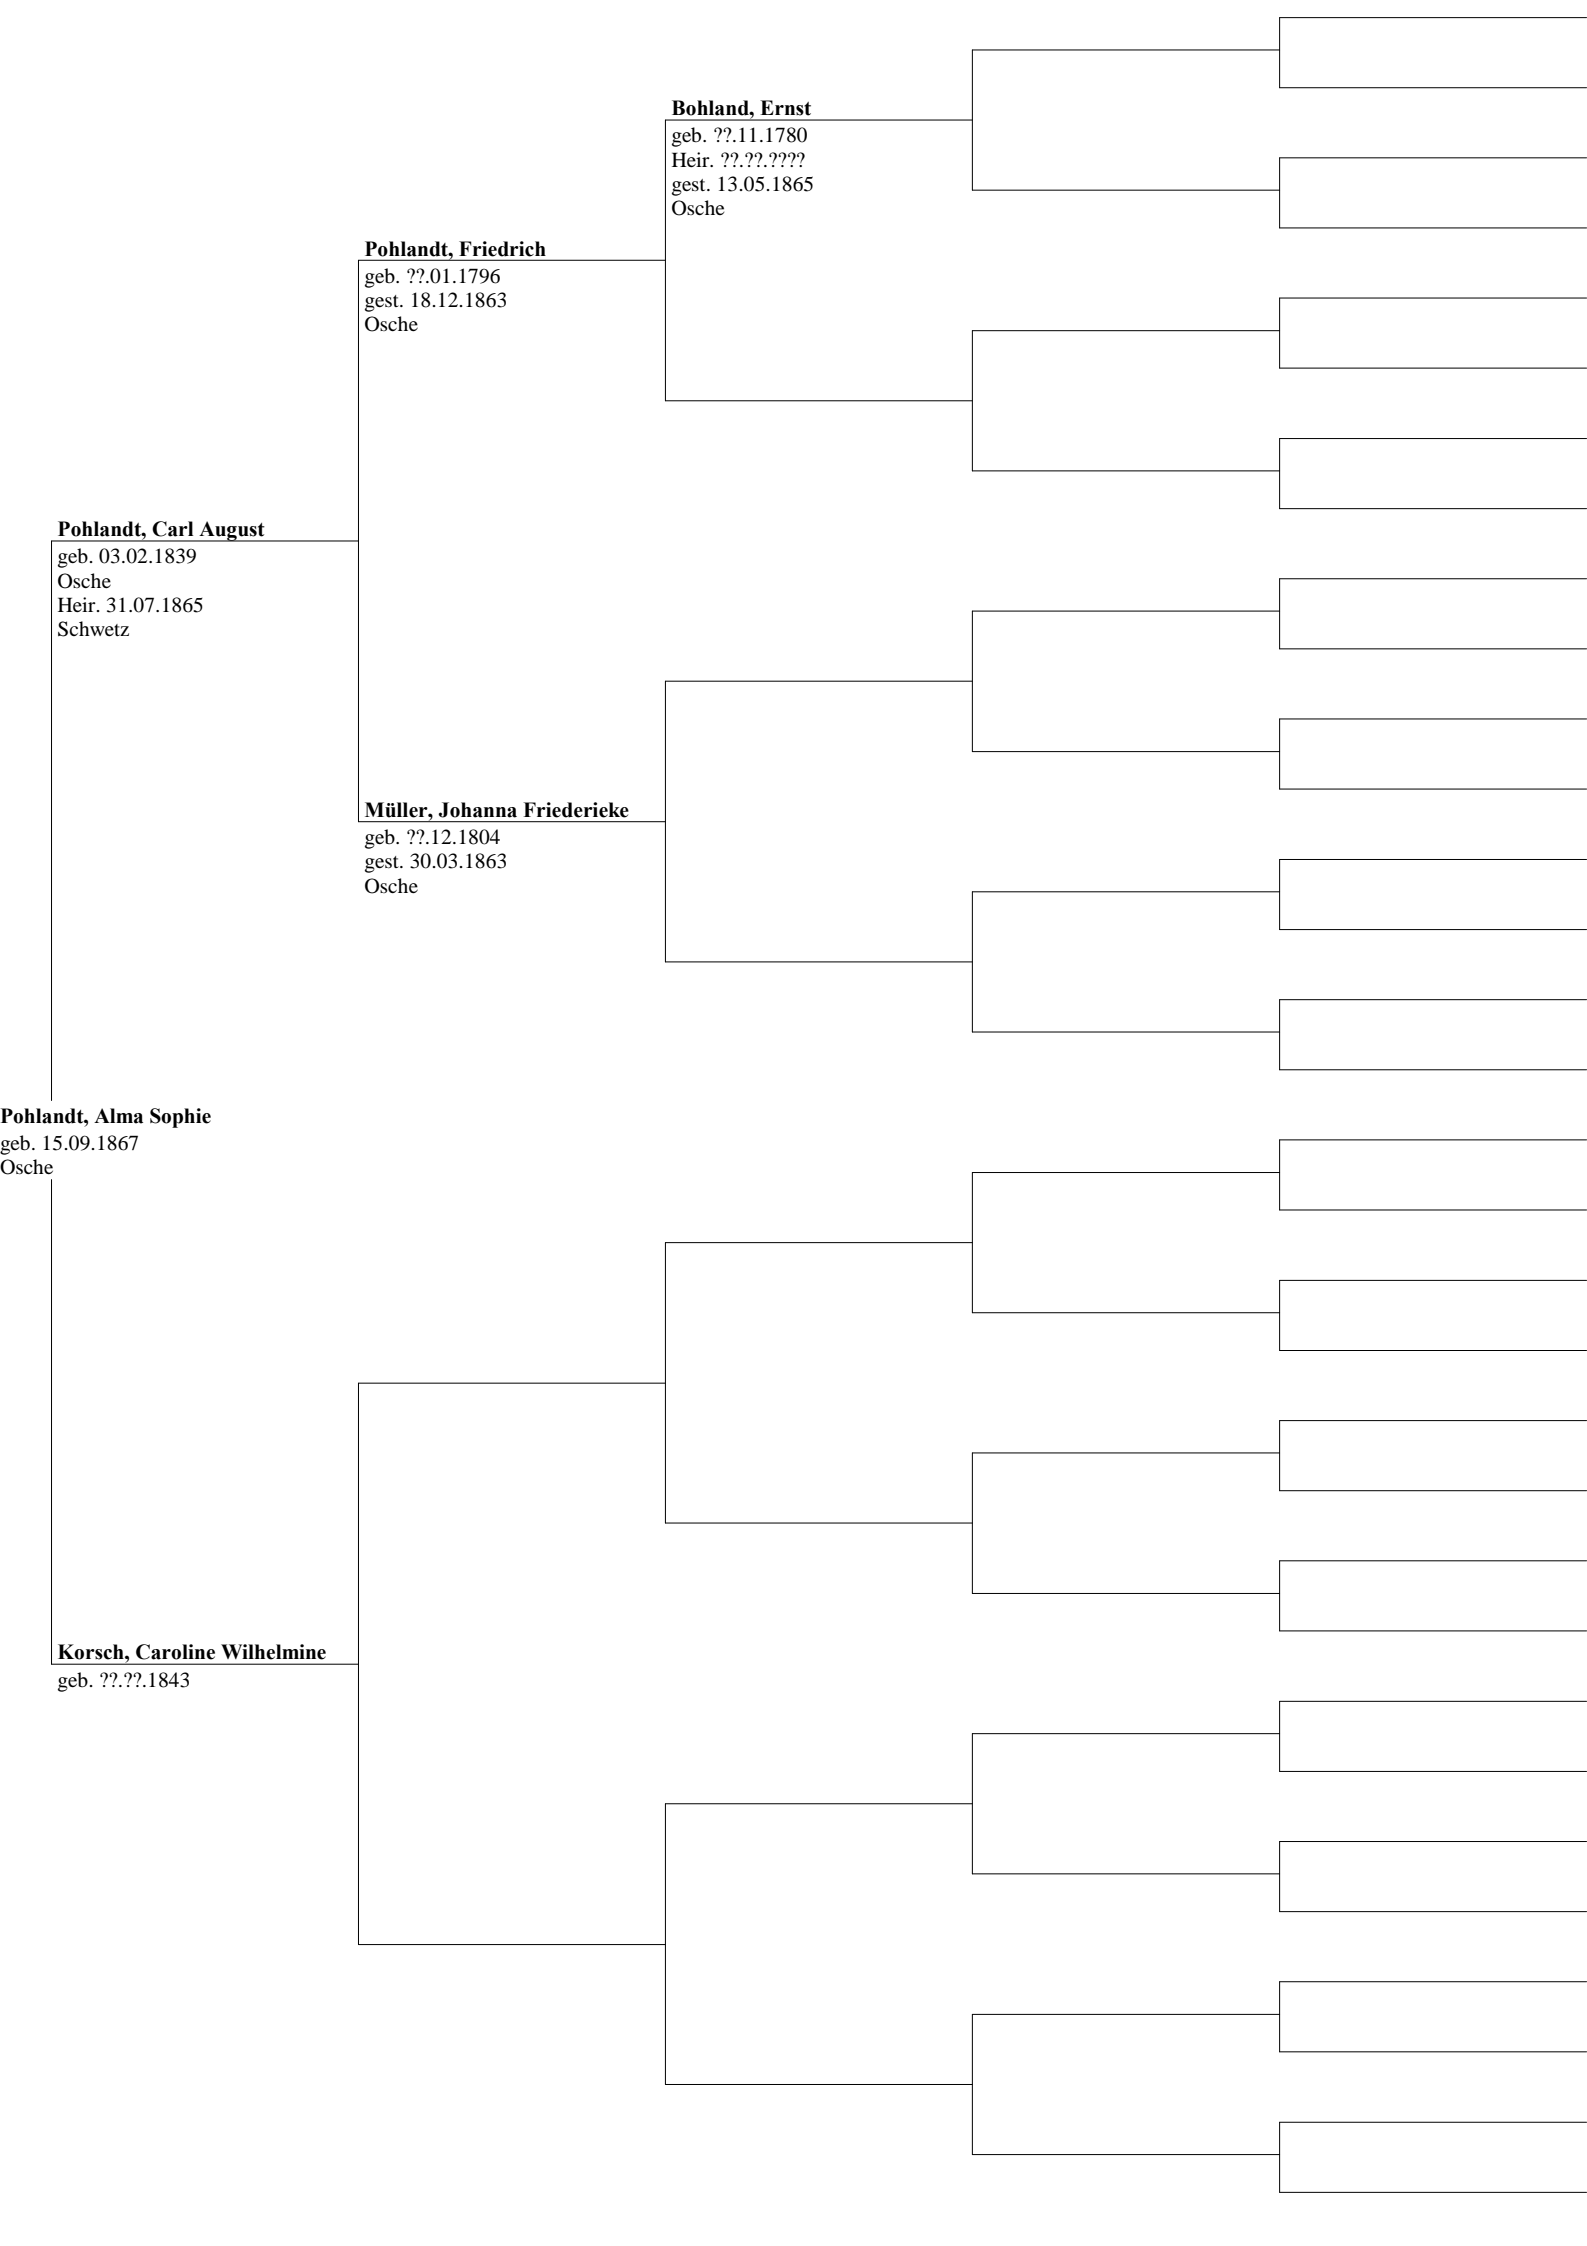 Bohland, Ernst
geb. ??.11.1780
Heir. ??.??.????
gest. 13.05.1865
Osche
Pohlandt, Friedrich
geb. ??.01.1796
gest. 18.12.1863
Osche
Pohlandt, Carl August
geb. 03.02.1839
Osche
Heir. 31.07.1865
Schwetz
Müller, Johanna Friederieke
geb. ??.12.1804
gest. 30.03.1863
Osche
Pohlandt, Alma Sophie
geb. 15.09.1867
Osche
Korsch, Caroline Wilhelmine
geb. ??.??.1843